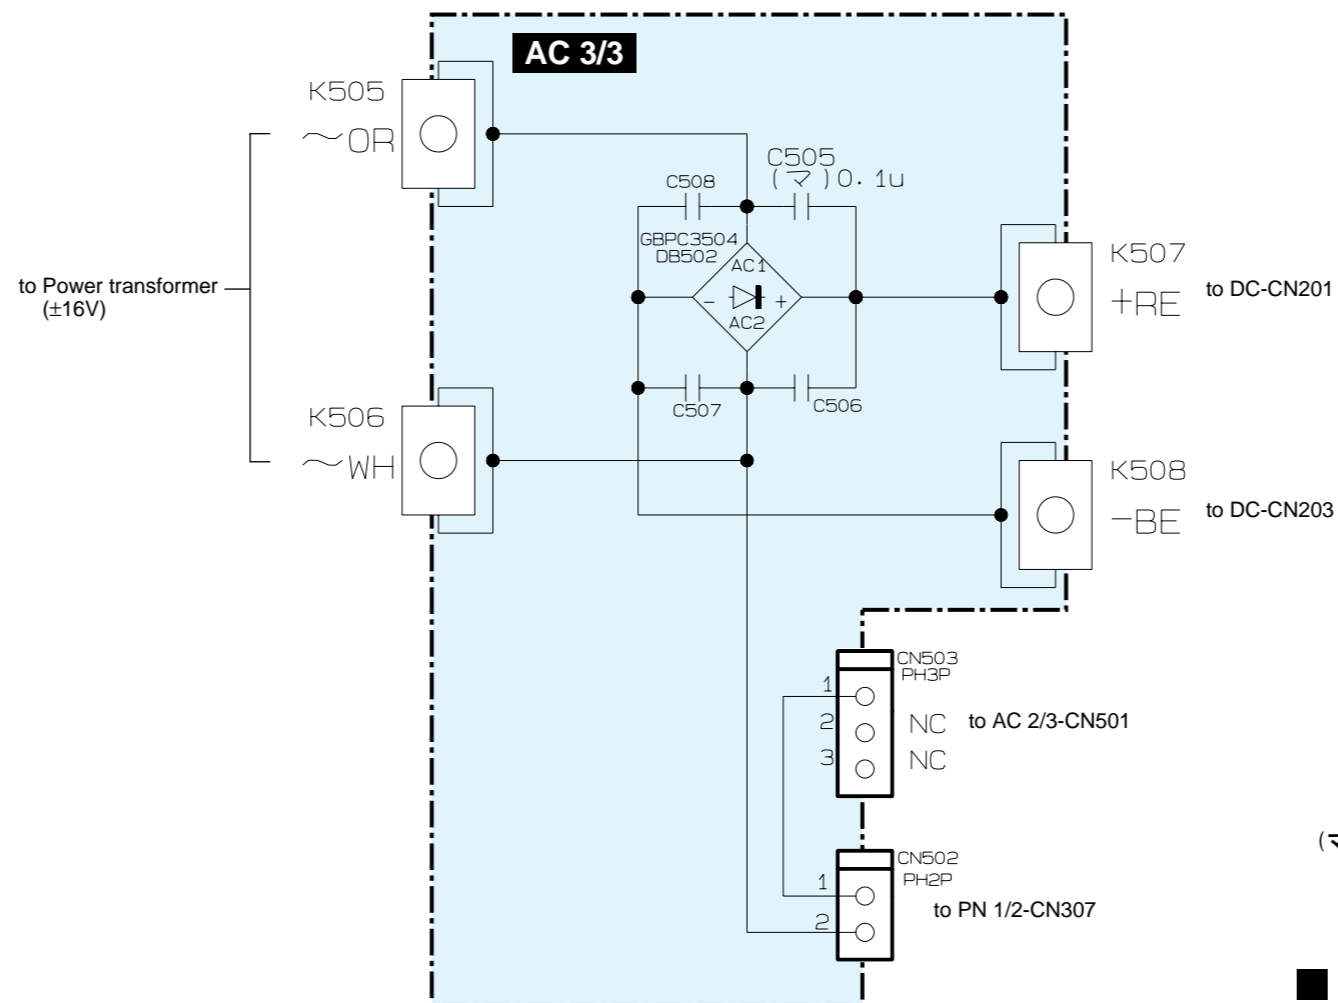 AC 3/3
K505
~OR
C505
(マ)0.1u
C508
GBPC3504
DB502
AC1
- +
AC2
K507
+RE
to DC-CN201
to Power transformer
(±16V)
C507
C506
K506
~WH
K508
-BE
to DC-CN203
CN503
PH3P
1
2
NC
to AC 2/3-CN501
3
NC
CN502
PH2P
1
2
to PN 1/2-CN307